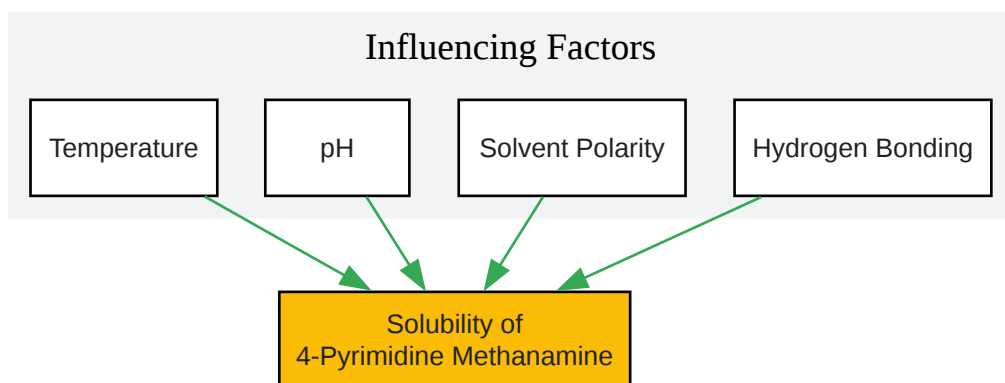 Influencing Factors
Temperature
pH
Solvent Polarity
Hydrogen Bonding
Solubility of
4-Pyrimidine Methanamine